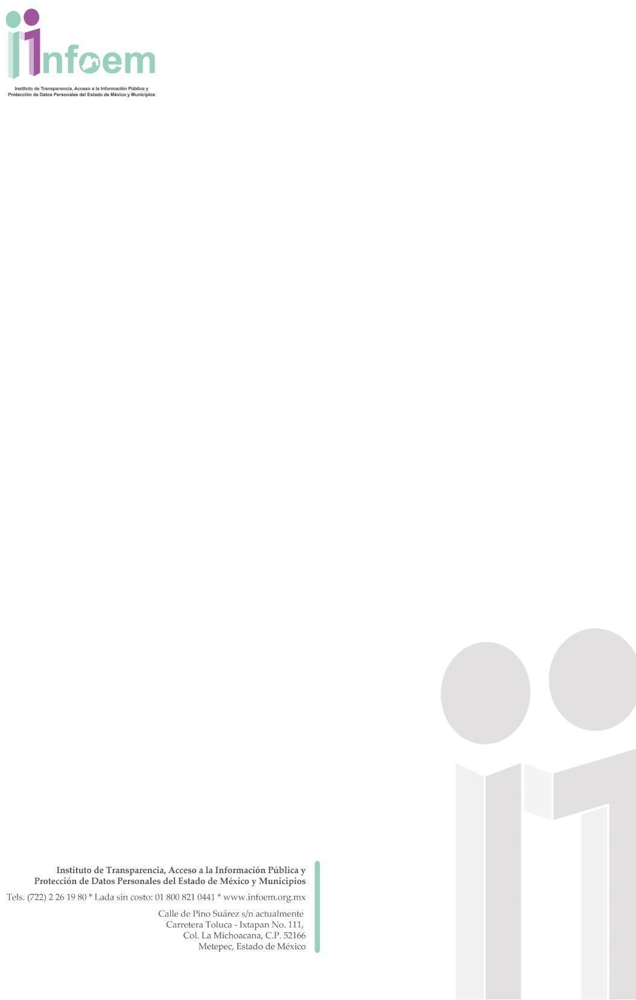 infoem
Instituto de Transparencia, Acceso a la Información Pública y
Protección de Datos Personales del Estado de México y Municipios
Instituto de Transparencia, Acceso a la Información Pública y
Protección de Datos Personales del Estado de México y Municipios
Tels. (722) 2 26 19 80 * Lada sin costo: 01 800 821 0441 * www.infoem.org.mx
Calle de Pino Suárez s/n actualmente
Carretera Toluca - Ixtapan No. 111,
Col. La Michoacana, C.P. 52166
Metepec, Estado de México